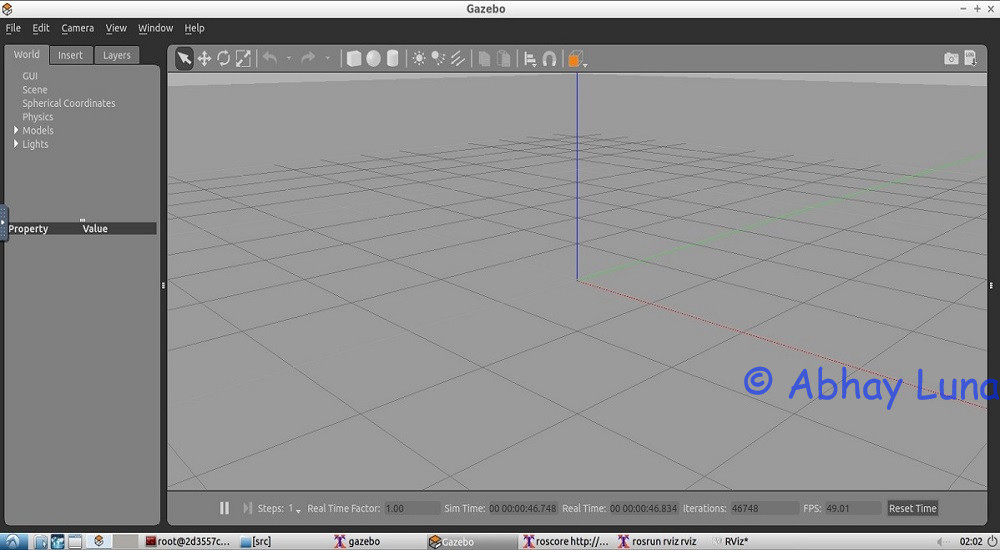 Gazebo
File Edit Camera View Window Help
World Insert Layers
GUI
Scene
Spherical Coordinates
Physics
Models
Lights
Property Value
© Abhay Luna
Steps: 1 Real Time Factor: 1.00 Sim Time: 00 00:00:46.748 Real Time: 00 00:00:46.834 Iterations: 46748 FPS: 49.01 Reset Time
root@2d3557c... [src] gazebo Gazebo roscore http://... rosrun rviz rviz RViz* 02:02